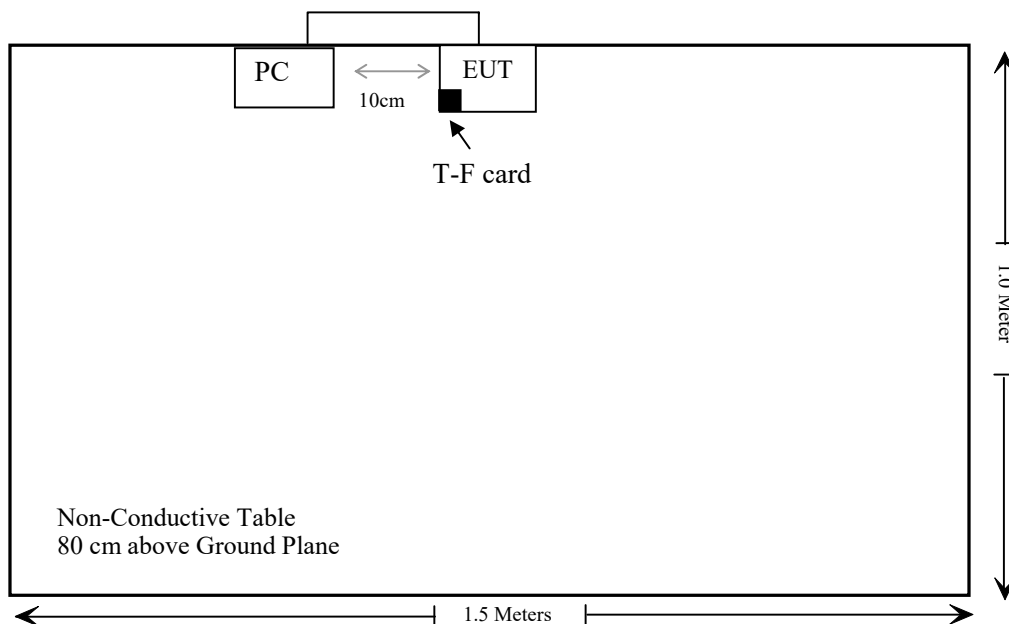 PC
EUT
10cm
T-F card
1.0 Meter
Non-Conductive Table
80 cm above Ground Plane
1.5 Meters